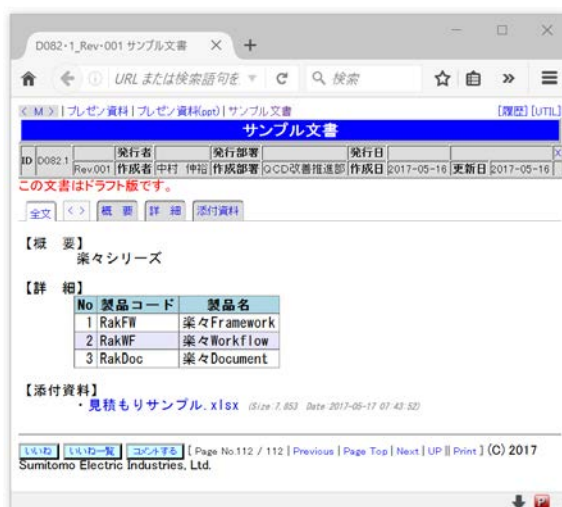 D082-1_Rev-001 サンプル文書
URL または検索語句を
検索
< M > | プレゼン資料 | プレゼン資料(ppt) | サンプル文書 [履歴] [UTIL]
サンプル文書
ID D082.1 発行者 発行部署 発行日 X
Rev.001 作成者 中村 伸裕 作成部署 QCD改善推進部 作成日 2017-05-16 更新日 2017-05-16
この文書はドラフト版です。
全文 < > 概 要 詳 細 添付資料
【概 要】
楽々シリーズ
【詳 細】
No 製品コード 製品名
1 RakFW 楽々Framework
2 RakWF 楽々Workflow
3 RakDoc 楽々Document
【添付資料】
・見積もりサンプル.xlsx (Size:7,853 Date:2017-05-17 07:43:52)
いいね いいね一覧 コメントする [ Page No.112 / 112 | Previous | Page Top | Next | UP || Print ] (C) 2017
Sumitomo Electric Industries, Ltd.